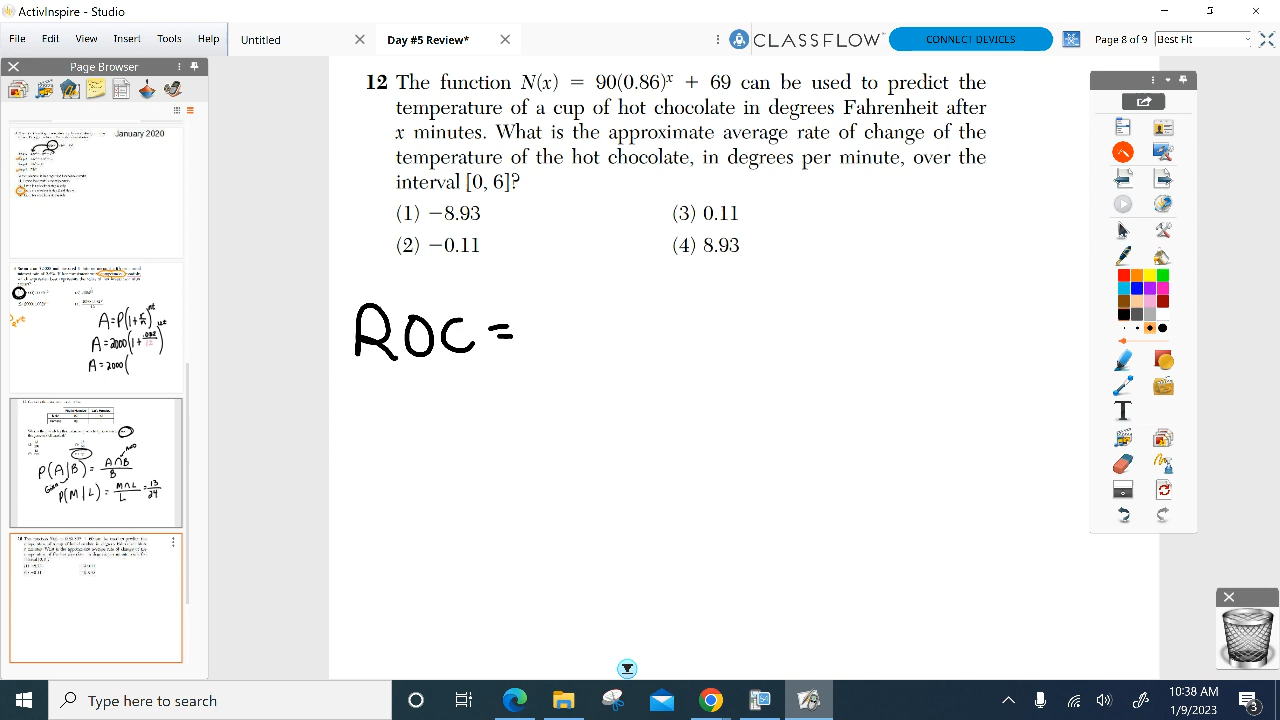 ActivInspire - Studio
File Edit View Insert Tools Help
Untitled
Day #5 Review*
CLASSFLOW
CONNECT DEVICES
Page 8 of 9
Best Fit
Page Browser
January 2020
A = P(1+
A = 2000(1+
A = 2000(
P(A|B) = A∩B
B
Given
P(M|L) = M∩L = 13
L 24
12 The function N(x) = 90(0.86)ˣ + 69 can be used to predict the
temperature of a cup of hot chocolate in degrees Fahrenheit after
x minutes. What is the approximate average rate of change of the
temperature of the hot chocolate, in degrees per minute, over the
interval [0, 6]?
(1) −8.93 (3) 0.11
(2) −0.11 (4) 8.93
ROC =
Type here to search
10:38 AM
1/9/2023
3